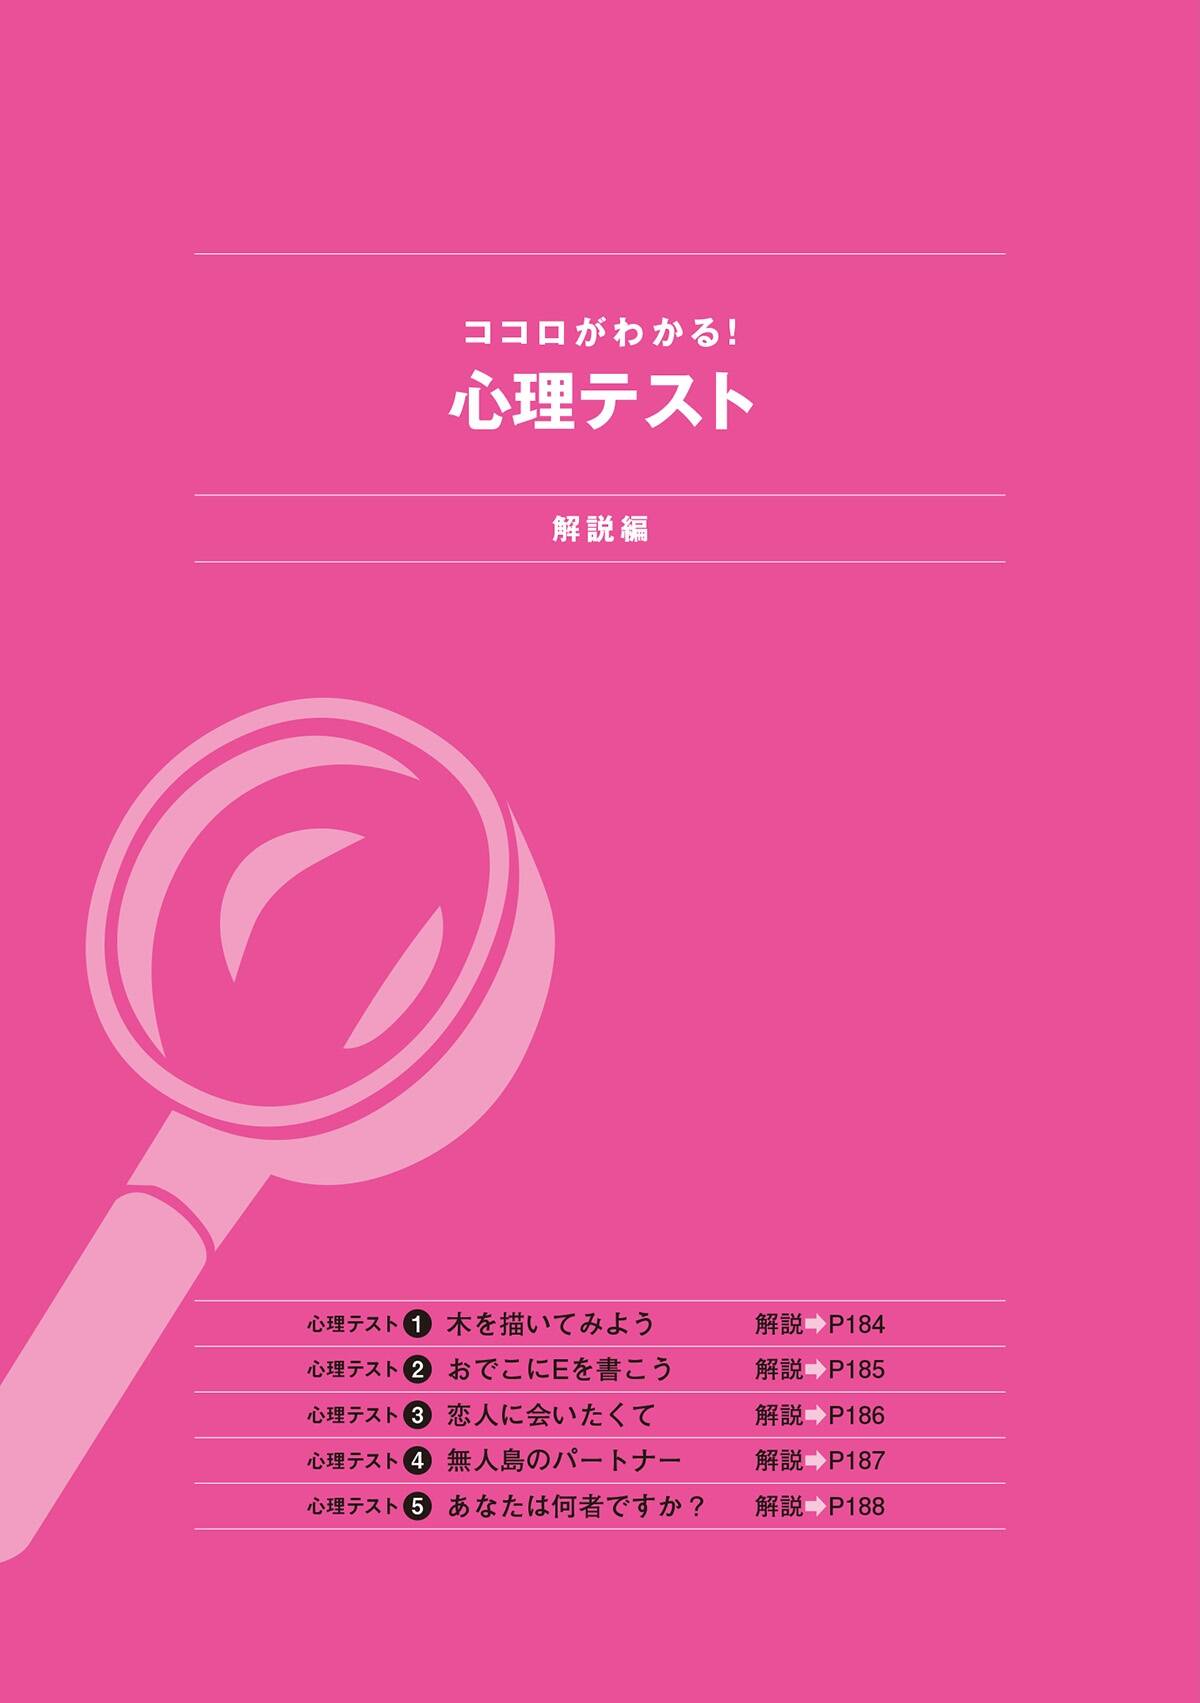 ココロがわかる!
心理テスト
解説編
心理テスト❶ 木を描いてみよう 解説➡P184
心理テスト❷ おでこにEを書こう 解説➡P185
心理テスト❸ 恋人に会いたくて 解説➡P186
心理テスト❹ 無人島のパートナー 解説➡P187
心理テスト❺ あなたは何者ですか? 解説➡P188